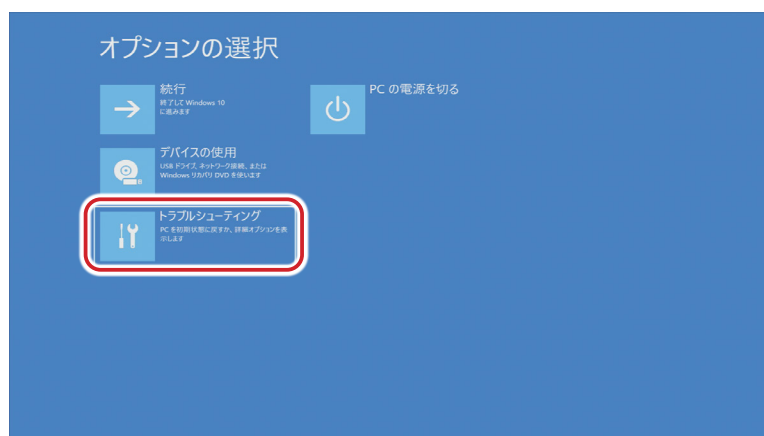 オプションの選択
続行
終了して Windows 10
に進みます
PC の電源を切る
デバイスの使用
USB ドライブ、ネットワーク接続、または
Windows リカバリ DVD を使います
トラブルシューティング
PC を初期状態に戻すか、詳細オプションを表
示します